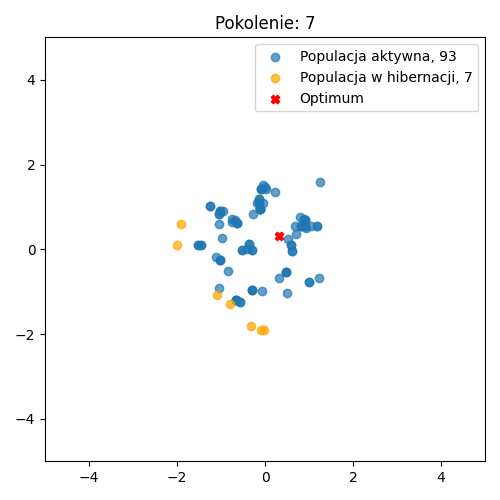 Pokolenie: 7
Populacja aktywna, 93
Populacja w hibernacji, 7
Optimum
4
2
0
−2
−4
−4
−2
0
2
4